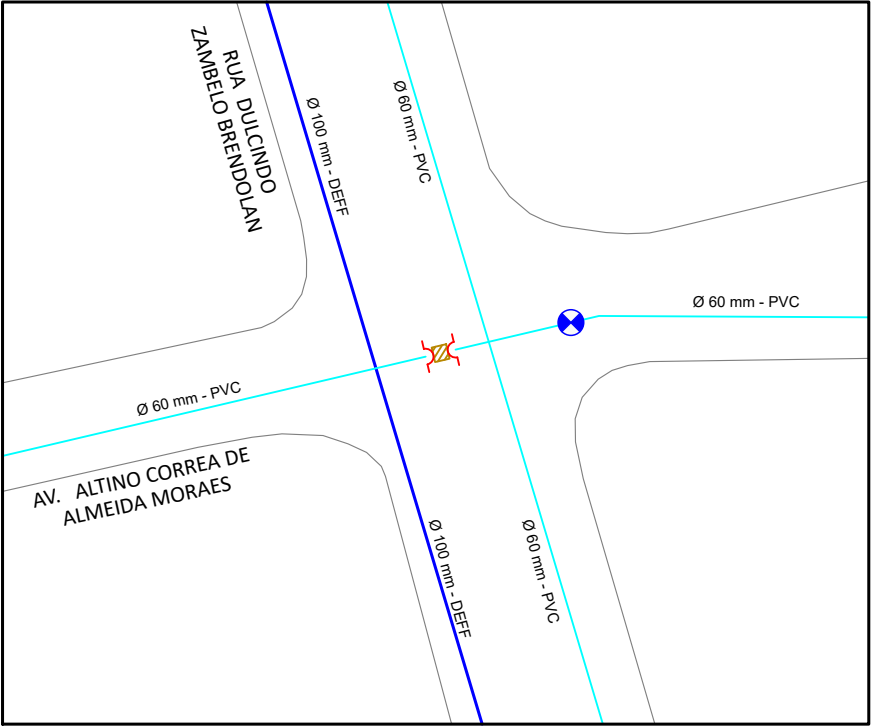 RUA DULCINDO
ZAMBELO BRENDOLAN
Ø 100 mm - DEFF
Ø 60 mm - PVC
Ø 60 mm - PVC
Ø 60 mm - PVC
AV. ALTINO CORREA DE
ALMEIDA MORAES
Ø 100 mm - DEFF
Ø 60 mm - PVC